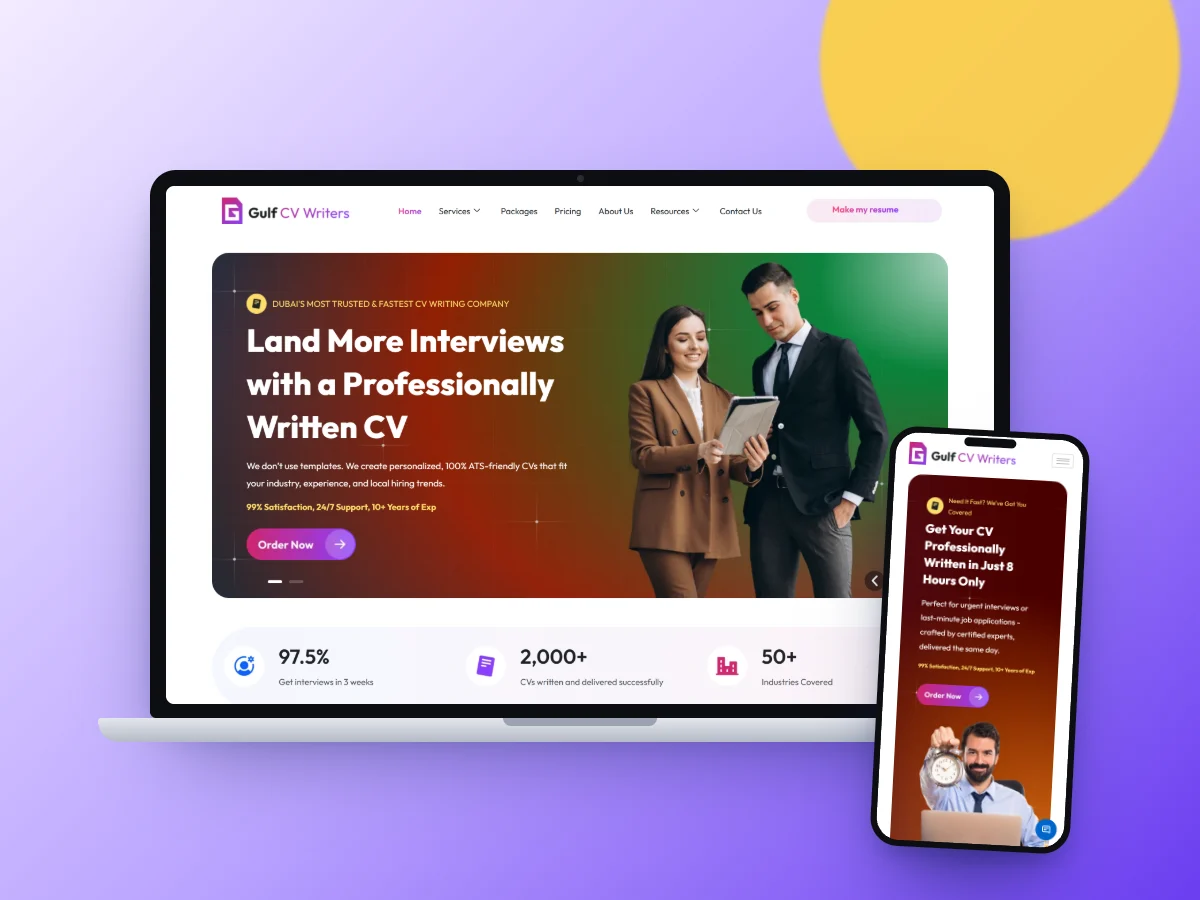 Gulf CV Writers
Home Services Packages Pricing About Us Resources Contact Us
Make my resume
DUBAI'S MOST TRUSTED & FASTEST CV WRITING COMPANY
Land More Interviews
with a Professionally
Written CV
We don't use templates. We create personalized, 100% ATS-friendly CVs that fit
your industry, experience, and local hiring trends.
99% Satisfaction, 24/7 Support, 10+ Years of Exp
Order Now
97.5%
Get interviews in 3 weeks
2,000+
CVs written and delivered successfully
50+
Industries Covered
Gulf CV Writers
Need It Fast? We've Got You
Covered
Get Your CV
Professionally
Written in Just 8
Hours Only
Perfect for urgent interviews or
last-minute job applications -
crafted by certified experts,
delivered the same day.
99% Satisfaction, 24/7 Support, 10+ Years of Exp
Order Now